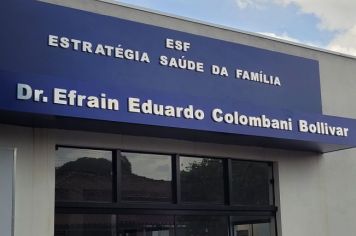 ESF
ESTRATÉGIA SAÚDE DA FAMÍLIA
Dr. Efrain Eduardo Colombani Bollivar